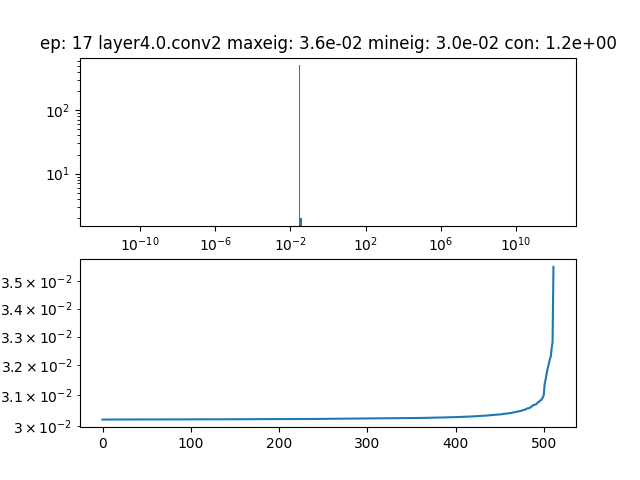 ep: 17 layer4.0.conv2 maxeig: 3.6e-02 mineig: 3.0e-02 con: 1.2e+00
10²
10¹
10⁻¹⁰ 10⁻⁶ 10⁻² 10² 10⁶ 10¹⁰
3.5 × 10⁻²
3.4 × 10⁻²
3.3 × 10⁻²
3.2 × 10⁻²
3.1 × 10⁻²
3 × 10⁻²
0 100 200 300 400 500